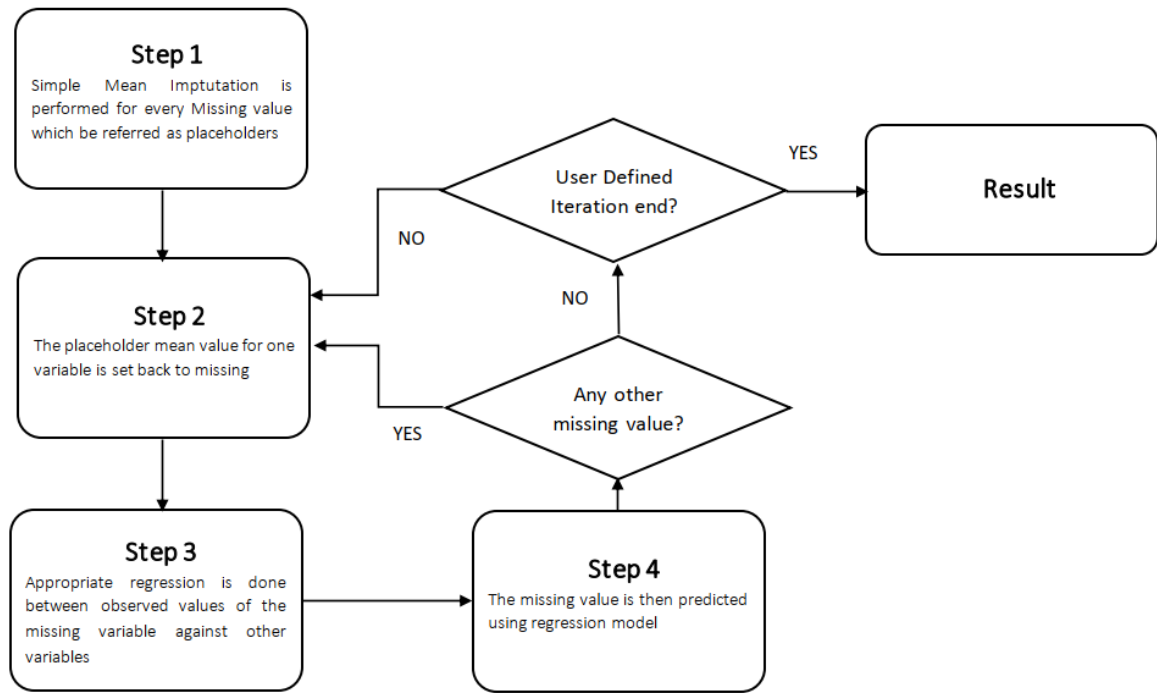 Step 1
Simple Mean Imptutation is
performed for every Missing value
which be referred as placeholders
Step 2
The placeholder mean value for one
variable is set back to missing
Step 3
Appropriate regression is done
between observed values of the
missing variable against other
variables
Step 4
The missing value is then predicted
using regression model
Any other
missing value?
YES
NO
User Defined
Iteration end?
NO
YES
Result